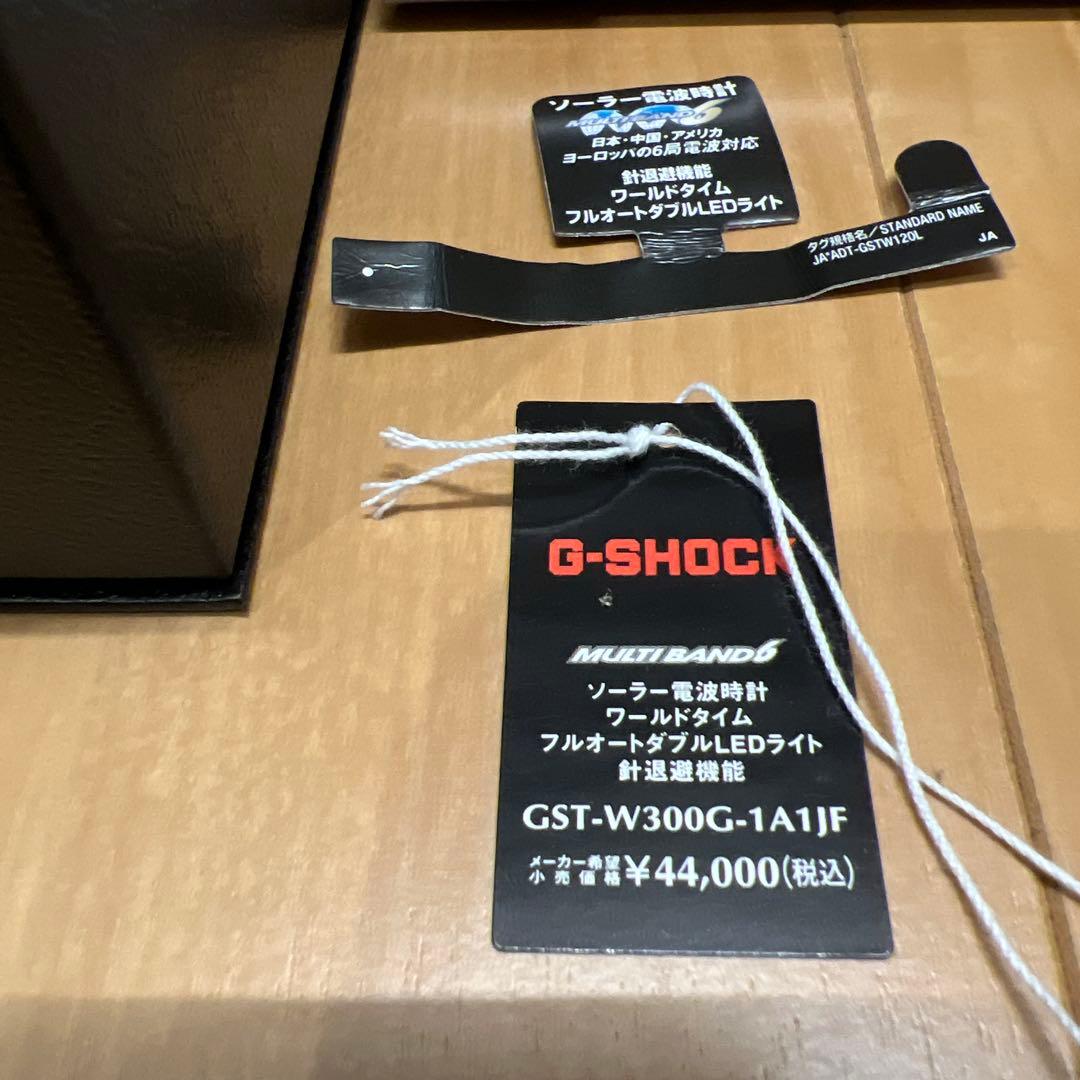 ソーラー電波時計
MULTIBAND6
日本・中国・アメリカ
ヨーロッパの6局電波対応
針退避機能
ワールドタイム
フルオートダブルLEDライト
タグ規格名/STANDARD NAME
JA*ADT-GSTW120L
JA
G-SHOCK
MULTIBAND6
ソーラー電波時計
ワールドタイム
フルオートダブルLEDライト
針退避機能
GST-W300G-1A1JF
メーカー希望
小売価格 ¥44,000(税込)